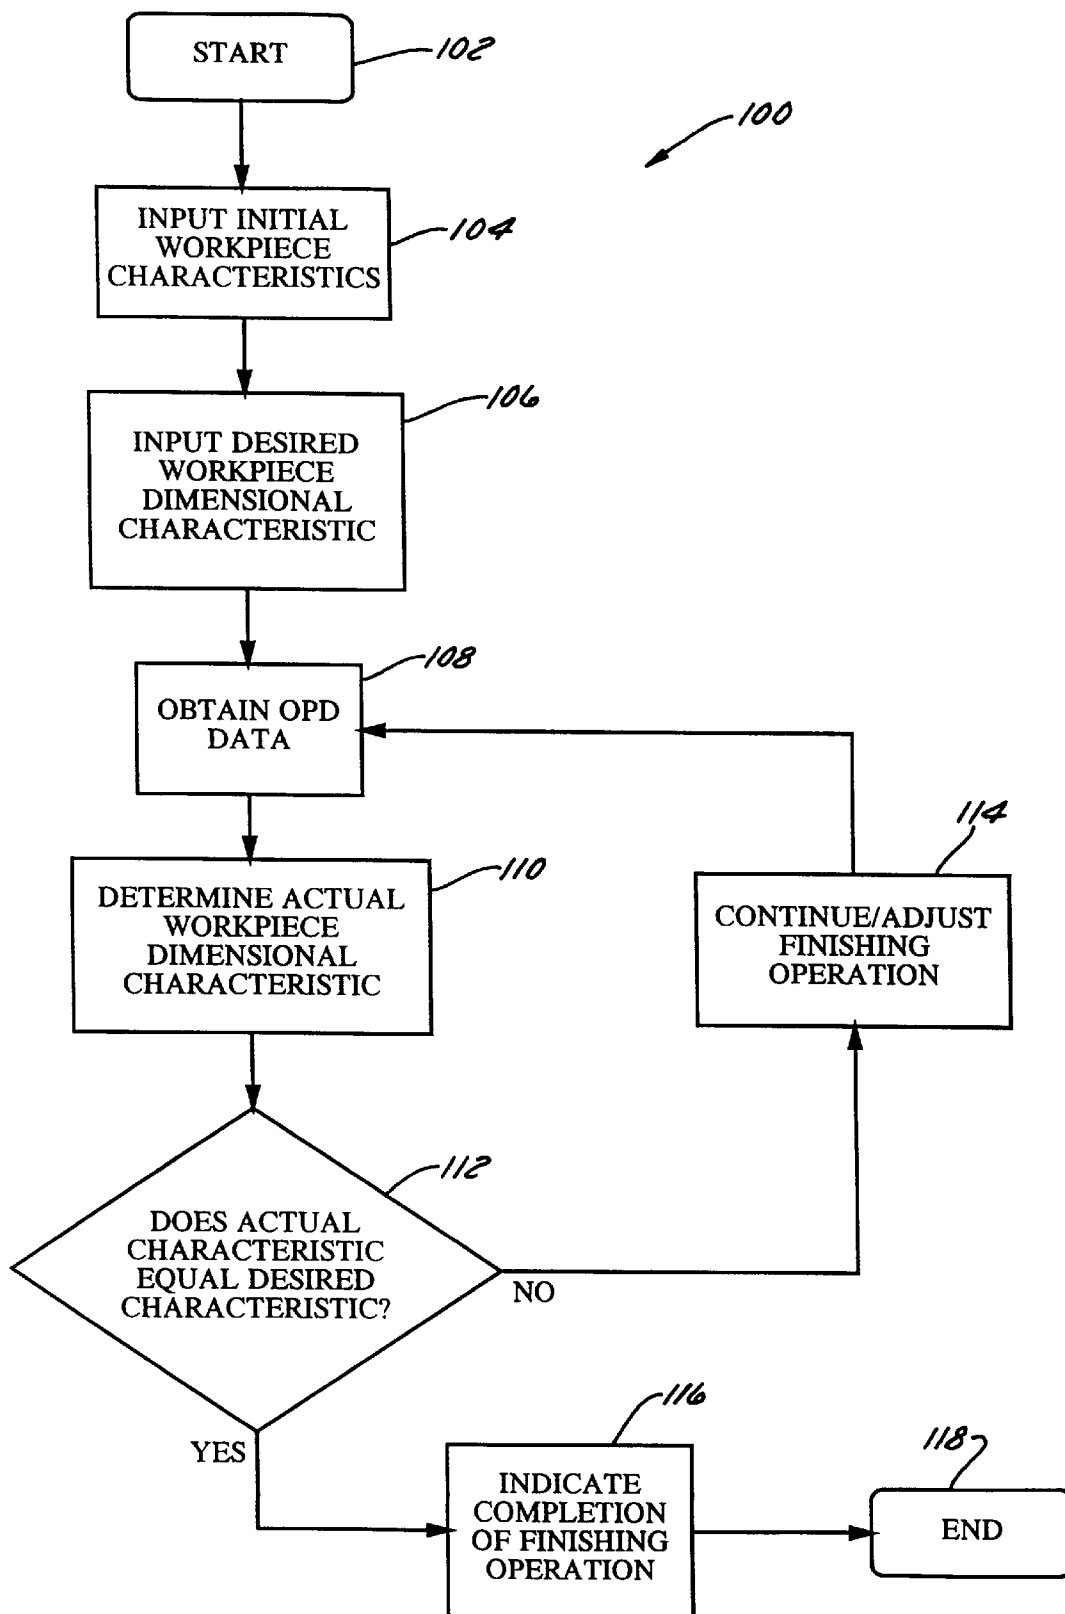 START
102
100
INPUT INITIAL
WORKPIECE
CHARACTERISTICS
104
106
INPUT DESIRED
WORKPIECE
DIMENSIONAL
CHARACTERISTIC
108
OBTAIN OPD
DATA
114
110
DETERMINE ACTUAL
WORKPIECE
DIMENSIONAL
CHARACTERISTIC
CONTINUE/ADJUST
FINISHING
OPERATION
112
DOES ACTUAL
CHARACTERISTIC
EQUAL DESIRED
CHARACTERISTIC?
NO
YES
116
INDICATE
COMPLETION
OF FINISHING
OPERATION
118
END